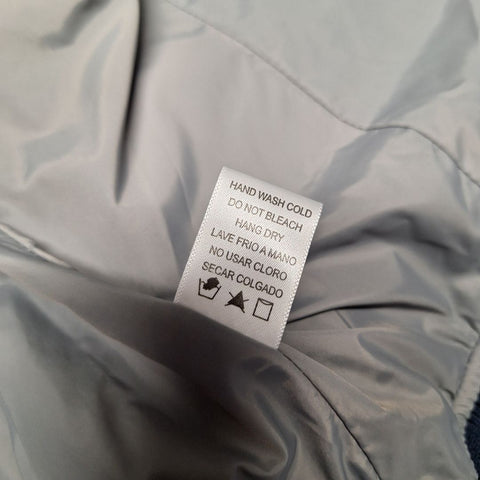 HAND WASH COLD
DO NOT BLEACH
HANG DRY
LAVE FRIO A MANO
NO USAR CLORO
SECAR COLGADO